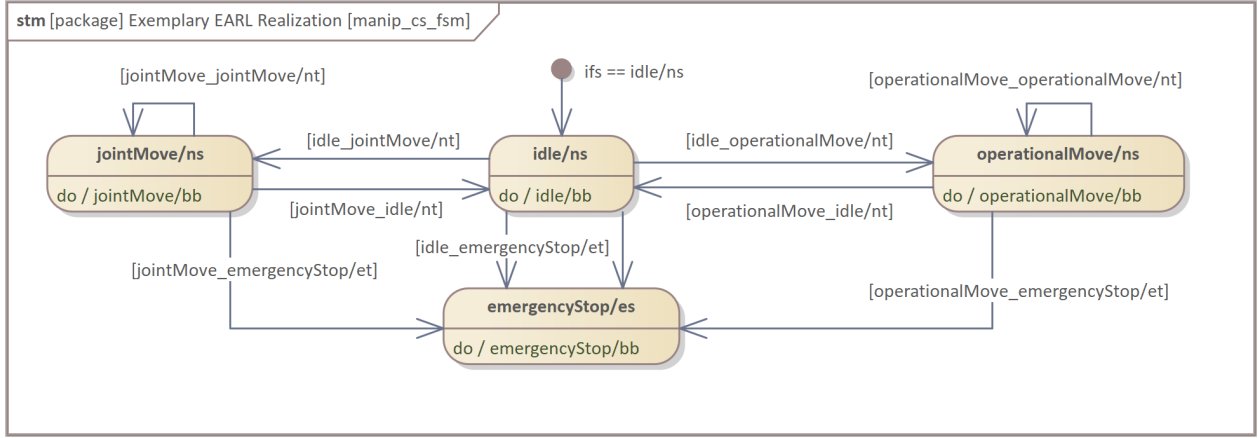 stm [package] Exemplary EARL Realization [manip_cs_fsm]
ifs == idle/ns
[jointMove_jointMove/nt]
[operationalMove_operationalMove/nt]
jointMove/ns
do / jointMove/bb
[idle_jointMove/nt]
[jointMove_idle/nt]
idle/ns
do / idle/bb
[idle_operationalMove/nt]
[operationalMove_idle/nt]
operationalMove/ns
do / operationalMove/bb
[idle_emergencyStop/et]
[jointMove_emergencyStop/et]
[operationalMove_emergencyStop/et]
emergencyStop/es
do / emergencyStop/bb